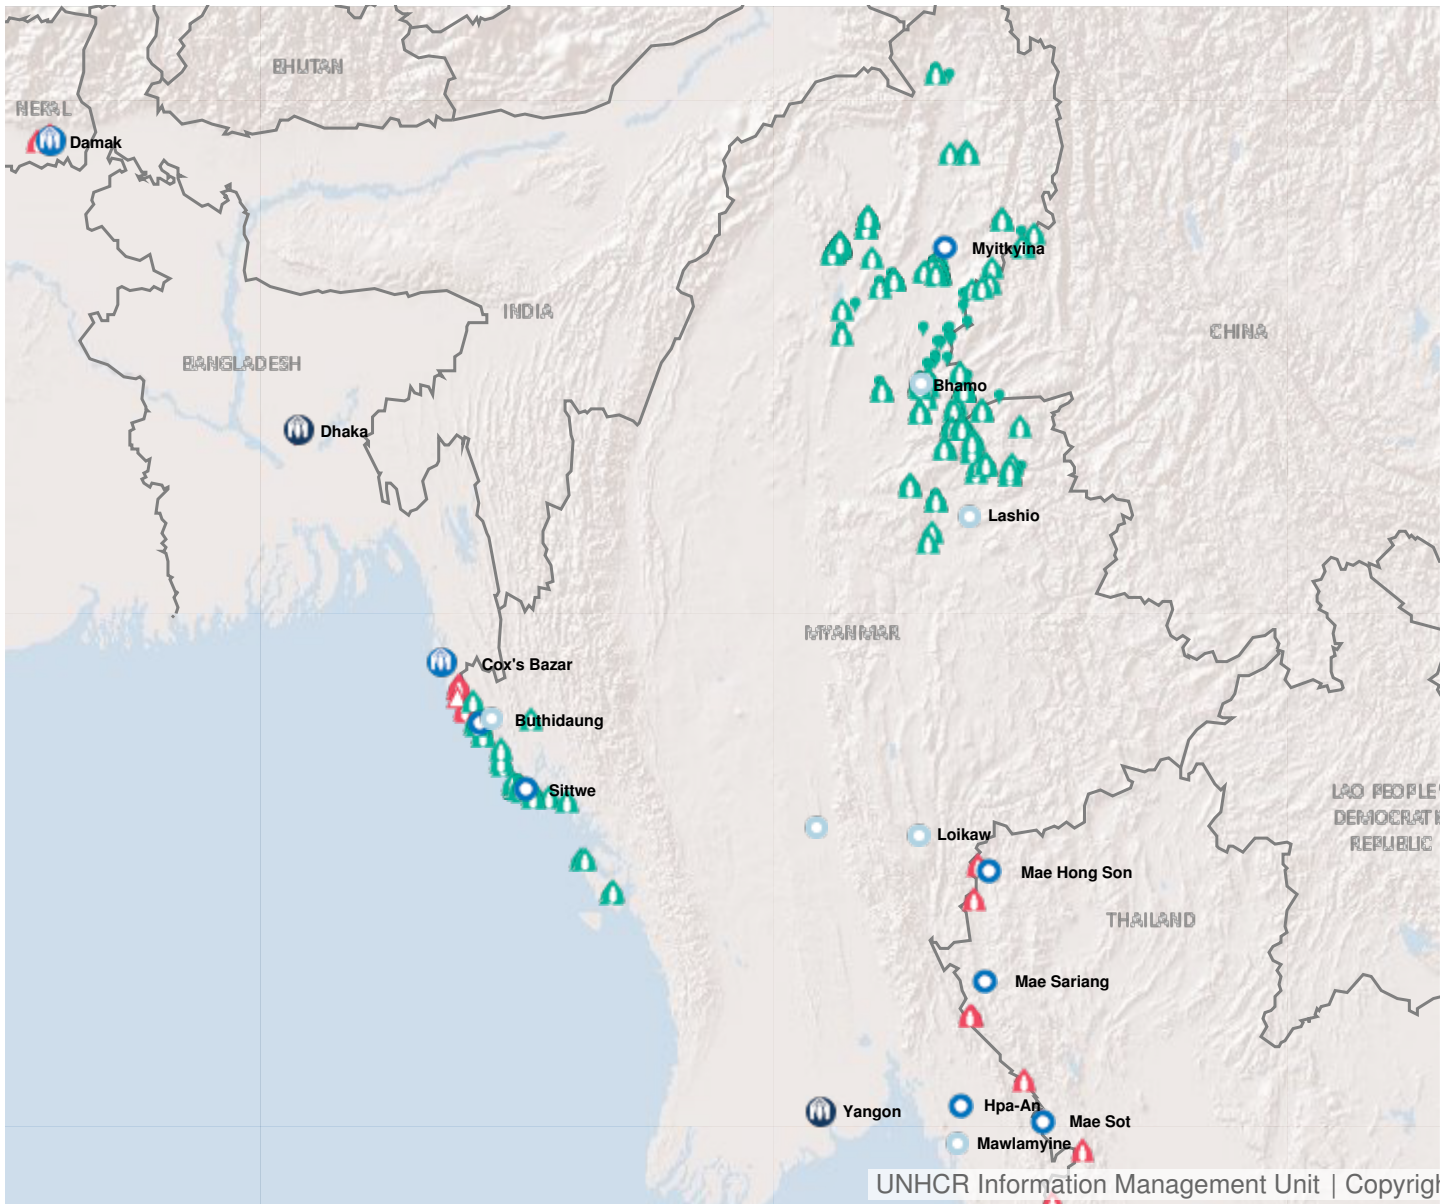 BHUTAN
NEPAL
Damak
Myitkyina
INDIA
CHINA
BANGLADESH
Bhamo
Dhaka
Lashio
MYANMAR
Cox's Bazar
Buthidaung
Sittwe
LAO PEOPLE'
DEMOCRATI
REPUBLIC
Loikaw
Mae Hong Son
THAILAND
Mae Sariang
Yangon
Hpa-An
Mae Sot
Mawlamyine
UNHCR Information Management Unit | Copyrigh